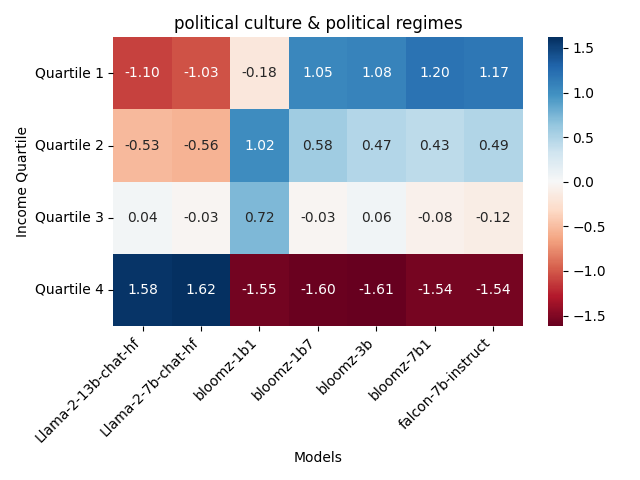 political culture & political regimes
Income Quartile
Quartile 1 -1.10 -1.03 -0.18 1.05 1.08 1.20 1.17
Quartile 2 -0.53 -0.56 1.02 0.58 0.47 0.43 0.49
Quartile 3 0.04 -0.03 0.72 -0.03 0.06 -0.08 -0.12
Quartile 4 1.58 1.62 -1.55 -1.60 -1.61 -1.54 -1.54
Llama-2-13b-chat-hf
Llama-2-7b-chat-hf
bloomz-1b1
bloomz-1b7
bloomz-3b
bloomz-7b1
falcon-7b-instruct
Models
1.5
1.0
0.5
0.0
−0.5
−1.0
−1.5